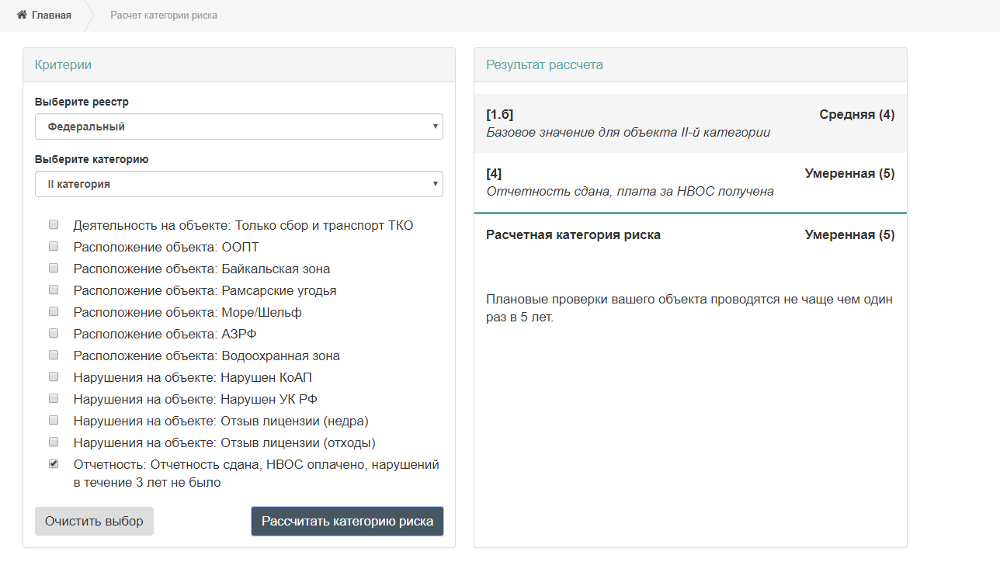 Главная
Расчет категории риска
Критерии
Выберите реестр
Федеральный
Выберите категорию
II категория
Деятельность на объекте: Только сбор и транспорт ТКО
Расположение объекта: ООПТ
Расположение объекта: Байкальская зона
Расположение объекта: Рамсарские угодья
Расположение объекта: Море/Шельф
Расположение объекта: АЗРФ
Расположение объекта: Водоохранная зона
Нарушения на объекте: Нарушен КоАП
Нарушения на объекте: Нарушен УК РФ
Нарушения на объекте: Отзыв лицензии (недра)
Нарушения на объекте: Отзыв лицензии (отходы)
Отчетность: Отчетность сдана, НВОС оплачено, нарушений
в течение 3 лет не было
Очистить выбор
Рассчитать категорию риска
Результат рассчета
[1.б]
Средняя (4)
Базовое значение для объекта II-й категории
[4]
Умеренная (5)
Отчетность сдана, плата за НВОС получена
Расчетная категория риска
Умеренная (5)
Плановые проверки вашего объекта проводятся не чаще чем один
раз в 5 лет.